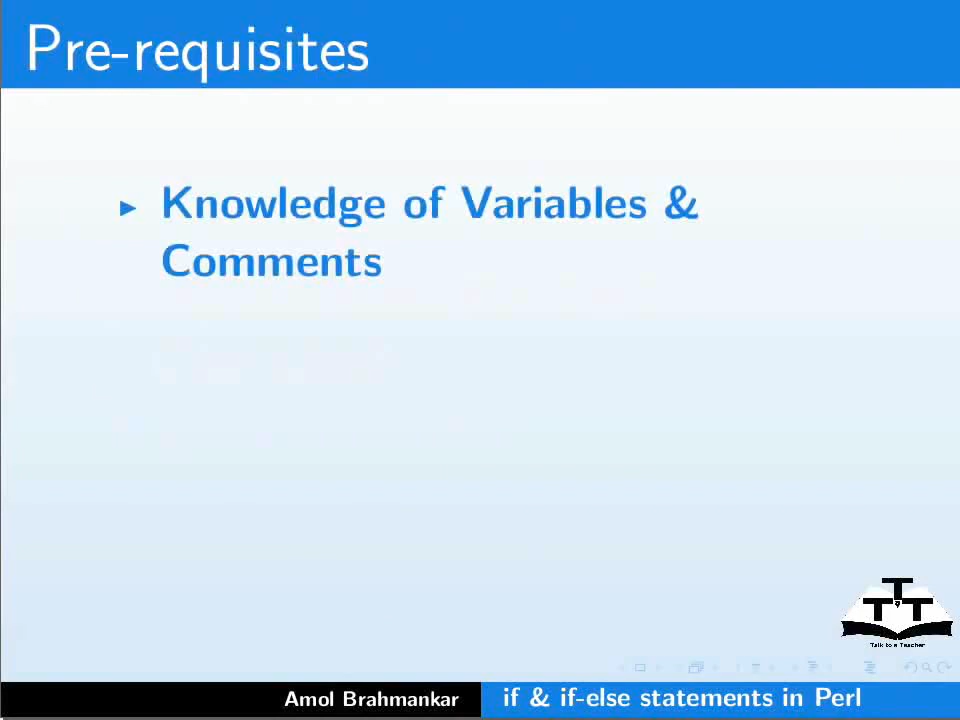 Pre-requisites
Knowledge of Variables &
Comments
T T T
Talk to a Teacher
Amol Brahmankar
if & if-else statements in Perl